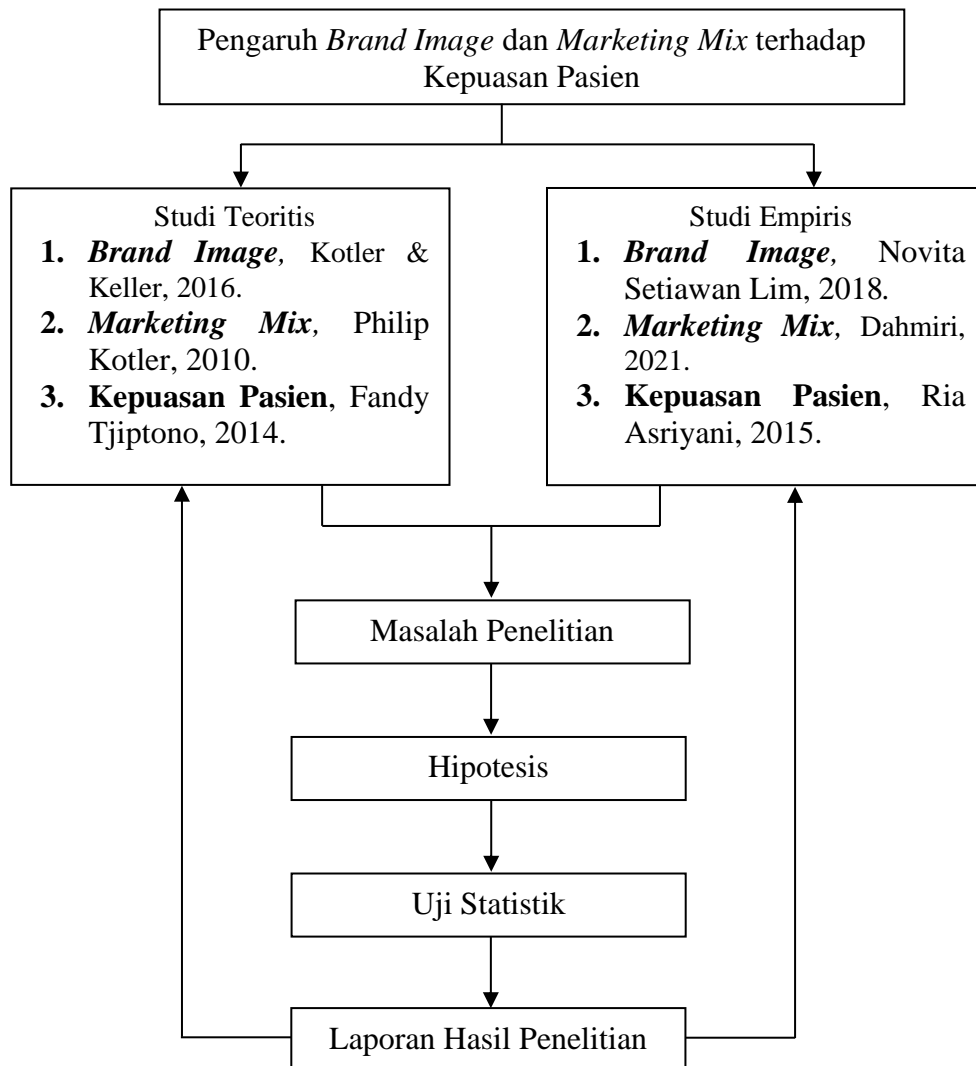 Pengaruh Brand Image dan Marketing Mix terhadap
Kepuasan Pasien
Studi Teoritis
1. Brand Image, Kotler &
Keller, 2016.
2. Marketing Mix, Philip
Kotler, 2010.
3. Kepuasan Pasien, Fandy
Tjiptono, 2014.
Studi Empiris
1. Brand Image, Novita
Setiawan Lim, 2018.
2. Marketing Mix, Dahmiri,
2021.
3. Kepuasan Pasien, Ria
Asriyani, 2015.
Masalah Penelitian
Hipotesis
Uji Statistik
Laporan Hasil Penelitian